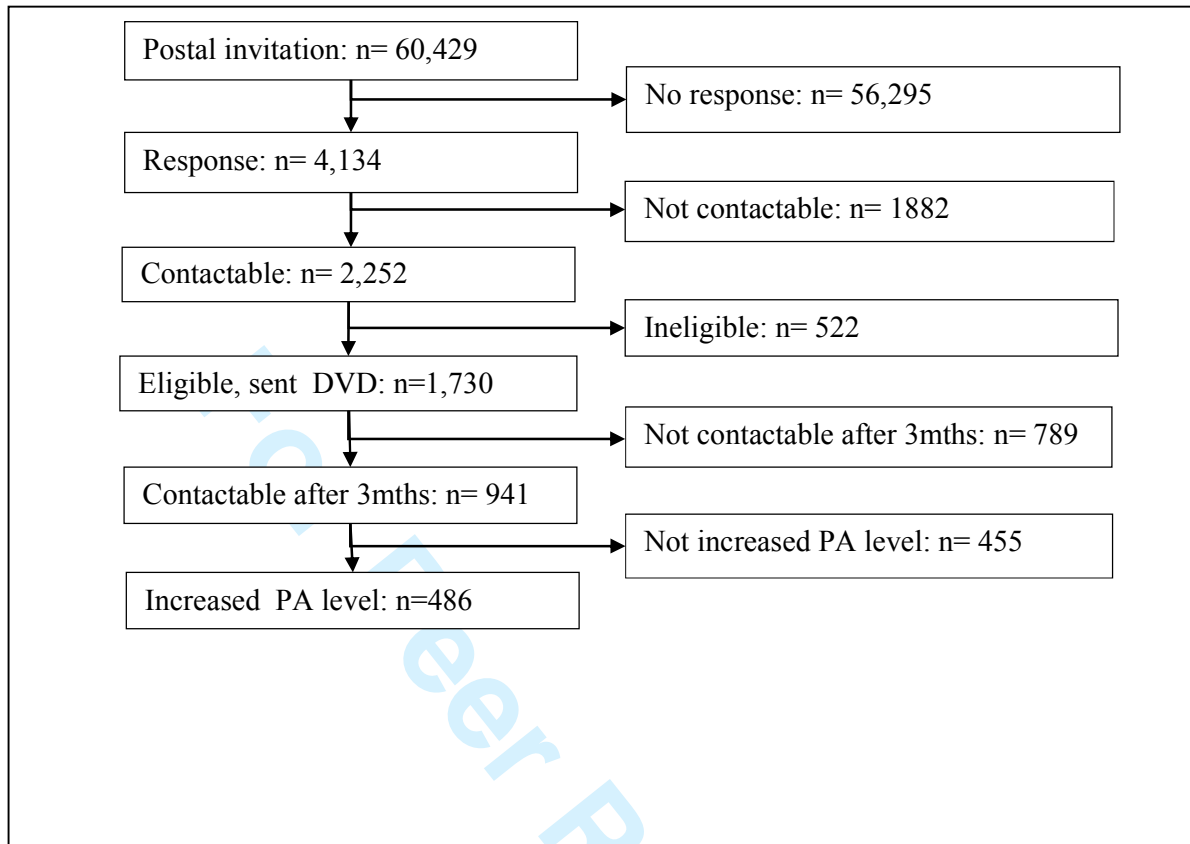 Postal invitation: n= 60,429
No response: n= 56,295
Response: n= 4,134
Not contactable: n= 1882
Contactable: n= 2,252
Ineligible: n= 522
Eligible, sent  DVD: n=1,730
Not contactable after 3mths: n= 789
Contactable after 3mths: n= 941
Not increased PA level: n= 455
Increased  PA level: n=486
For Peer R